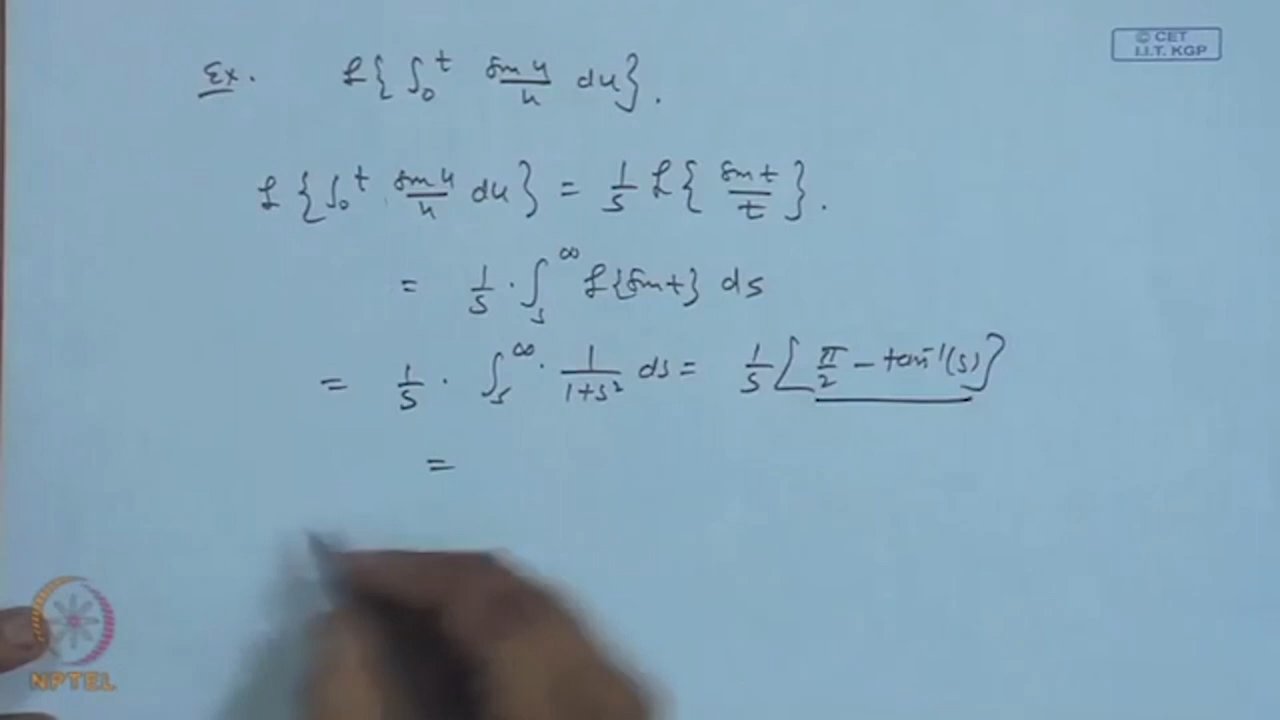 © CET
I.I.T. KGP
Ex. ℒ{∫₀ᵗ sin u/u du}.
ℒ{∫₀ᵗ sin u/u du} = 1/s ℒ{sin t/t}.
= 1/s · ∫ₛ^∞ ℒ{sin t} ds
= 1/s · ∫ₛ^∞ · 1/1+s² ds = 1/s [π/2 − tan⁻¹(s)]
=
NPTEL